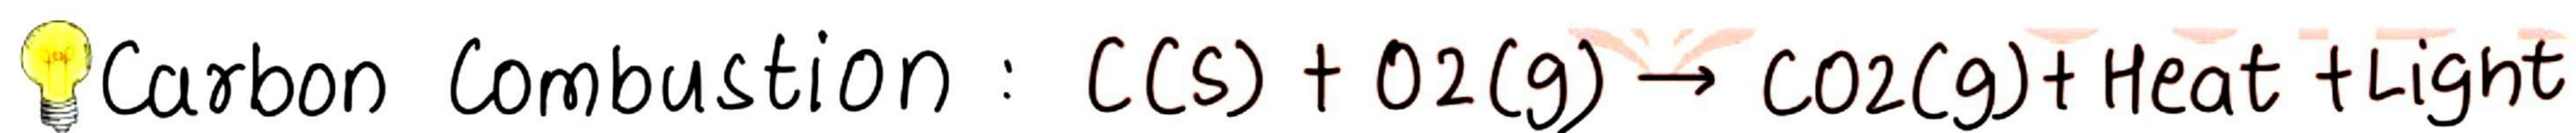 Carbon Combustion : C(s) + O2(g) → CO2(g) + Heat + Light